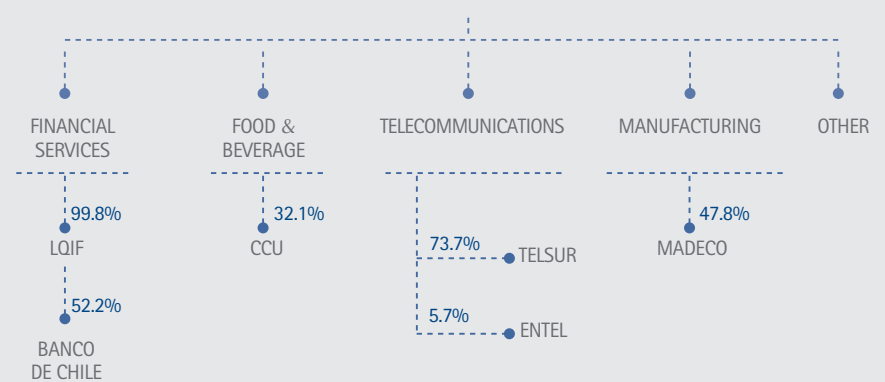 FINANCIAL
SERVICES
FOOD &
BEVERAGE
TELECOMMUNICATIONS
MANUFACTURING
OTHER
99.8%
LQIF
52.2%
BANCO
DE CHILE
32.1%
CCU
73.7%
TELSUR
5.7%
ENTEL
47.8%
MADECO